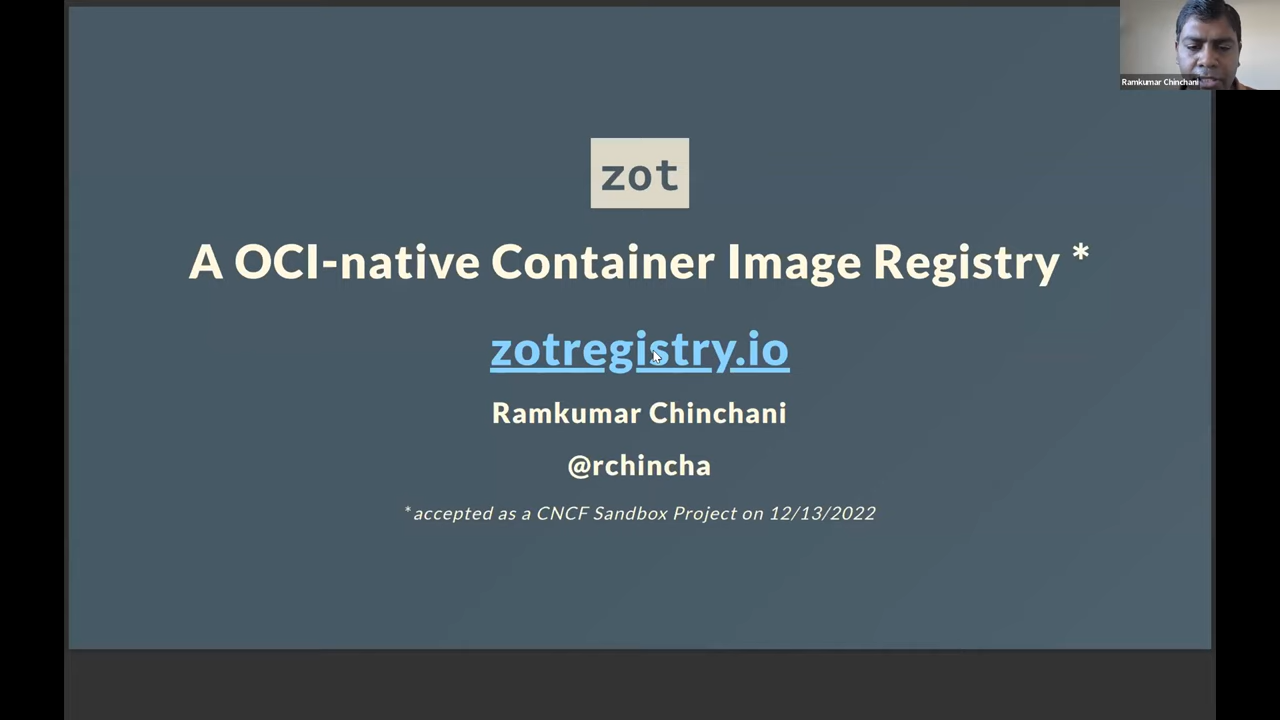 Ramkumar Chinchani
zot
A OCI-native Container Image Registry *
zotregistry.io
Ramkumar Chinchani
@rchincha
*accepted as a CNCF Sandbox Project on 12/13/2022